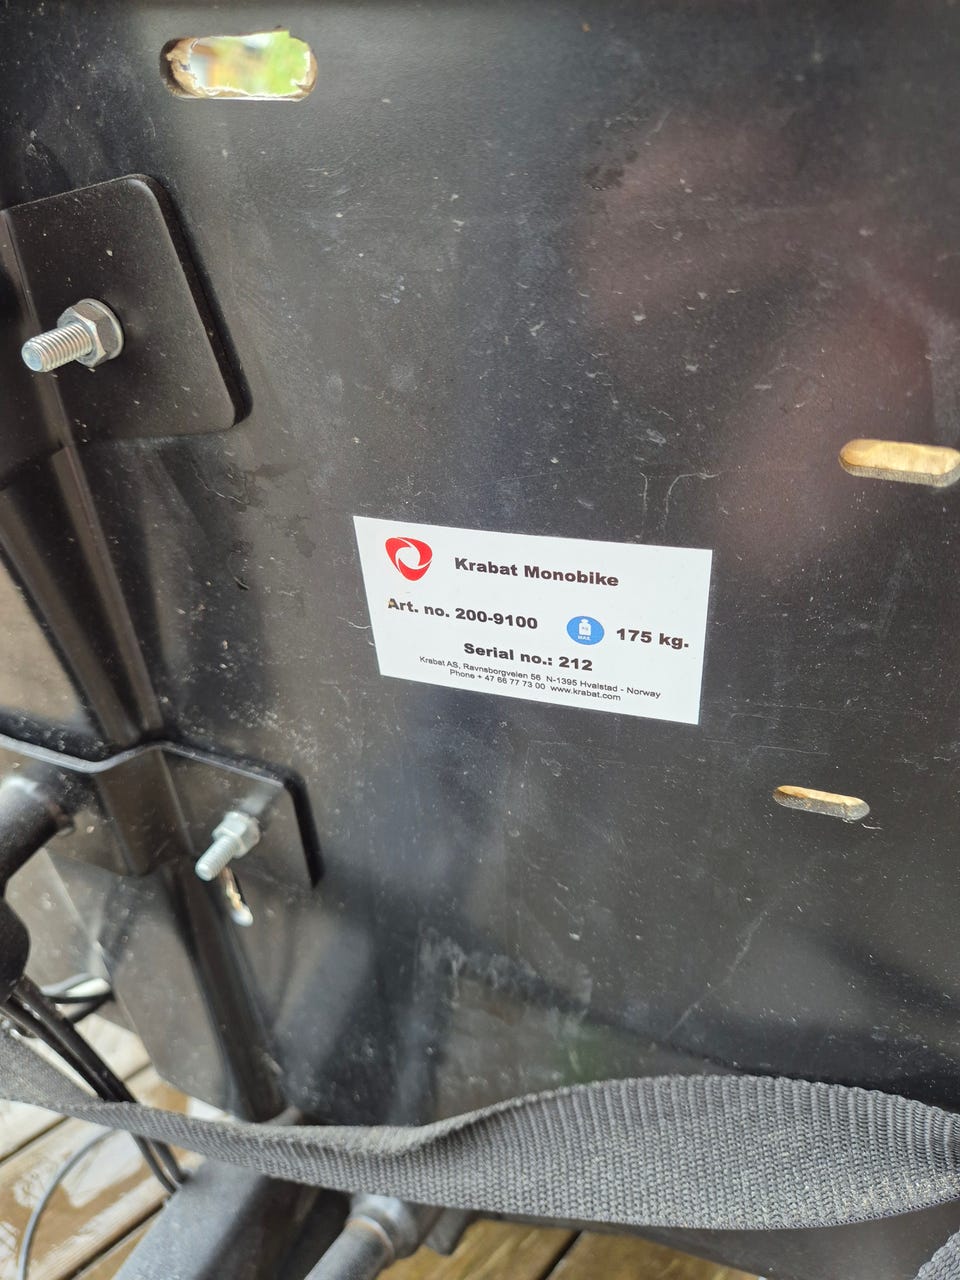 Krabat Monobike
Art. no. 200-9100
KG
MAX.
175 kg.
Serial no.: 212
Krabat AS, Ravnsborgveien 56 N-1395 Hvalstad - Norway
Phone + 47 66 77 73 00 www.krabat.com